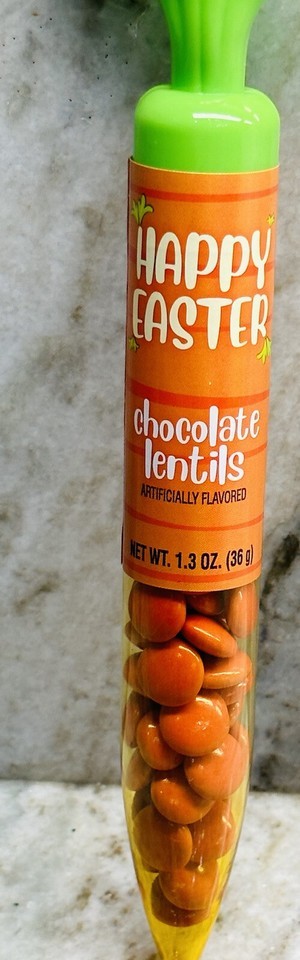 HAPPY
EASTER
chocolate
lentils
ARTIFICIALLY FLAVORED
NET WT. 1.3 OZ. (36 g)